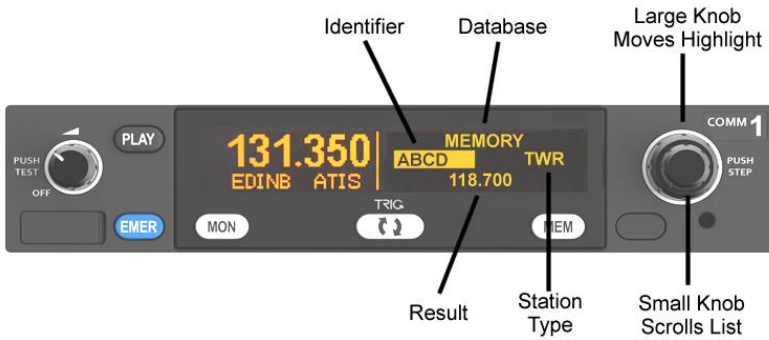 Identifier
Database
Large Knob
Moves Highlight
COMM 1
PLAY
PUSH
TEST
OFF
131.350
EDINB ATIS
MEMORY
ABCD
TWR
118.700
PUSH
STEP
EMER
MON
TRIG
MEM
Result
Station
Type
Small Knob
Scrolls List